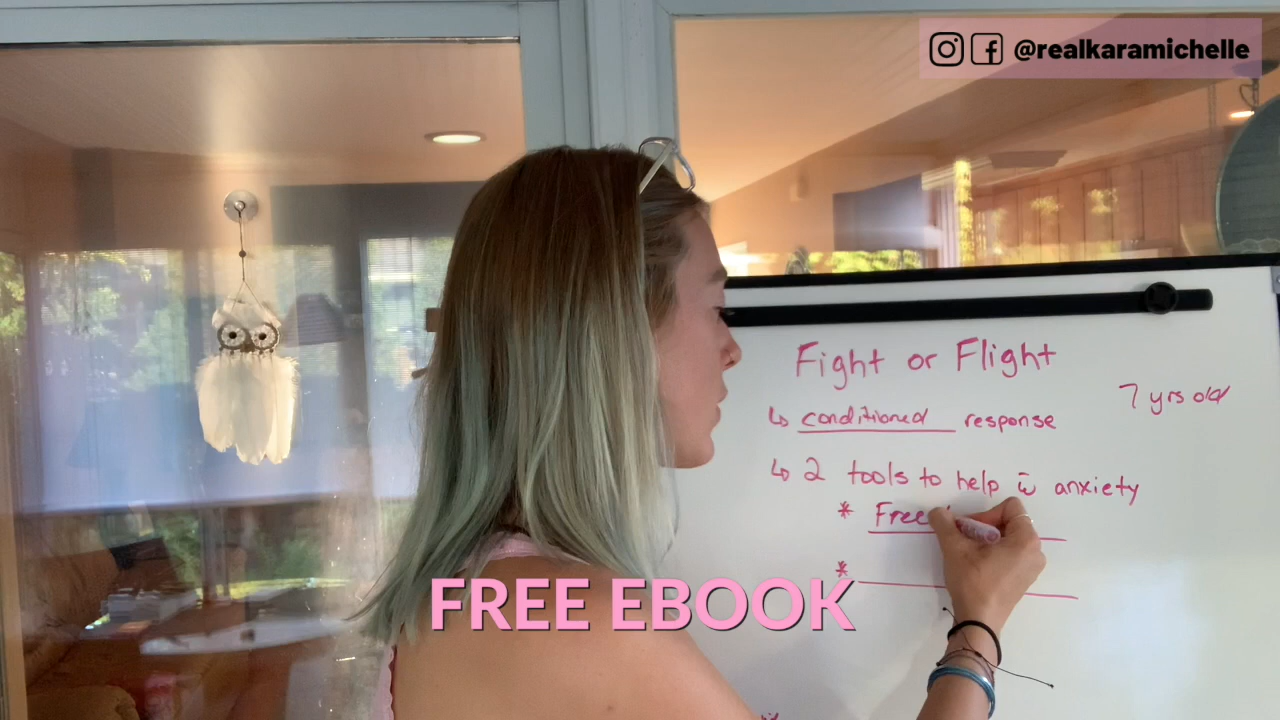 @realkaramichelle
Fight or Flight
7 yrs old
↳ conditioned response
↳ 2 tools to help c̄ anxiety
* Free
*
FREE EBOOK